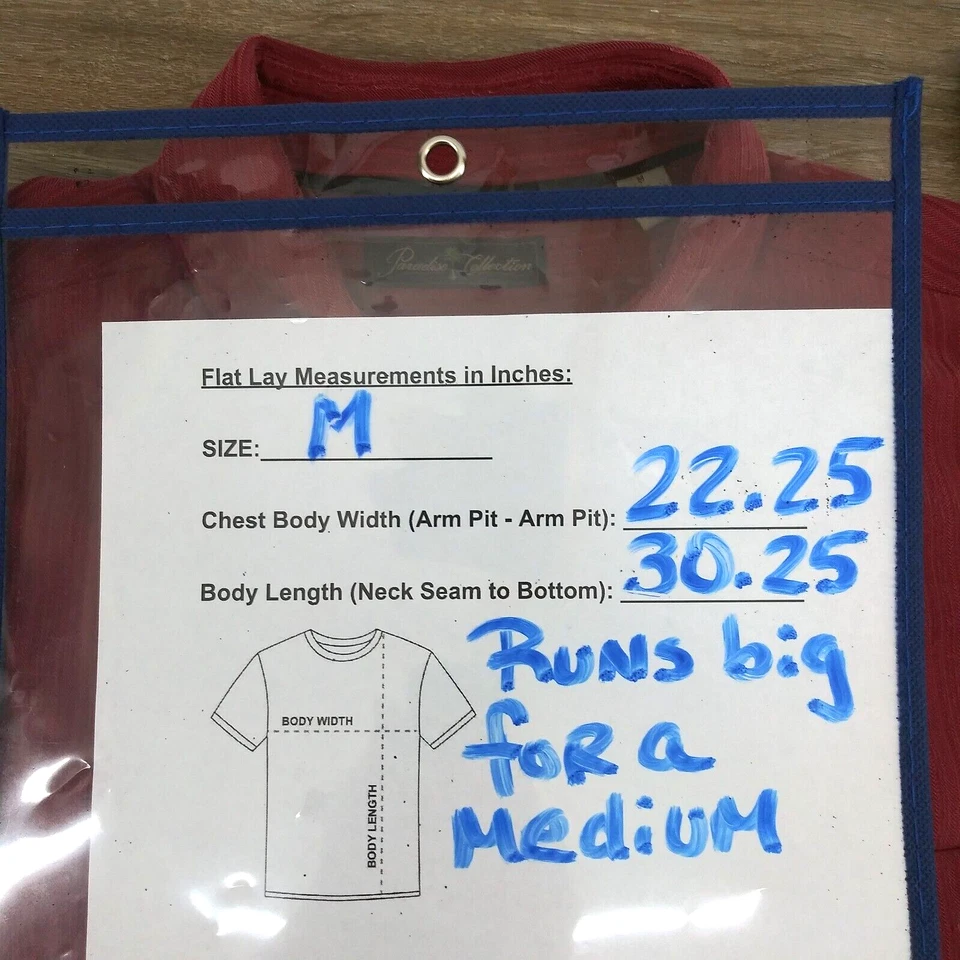 Paradise Collection
Flat Lay Measurements in Inches:
SIZE: M
Chest Body Width (Arm Pit - Arm Pit): 22.25
Body Length (Neck Seam to Bottom): 30.25
Runs big
for a
Medium
BODY WIDTH
BODY LENGTH